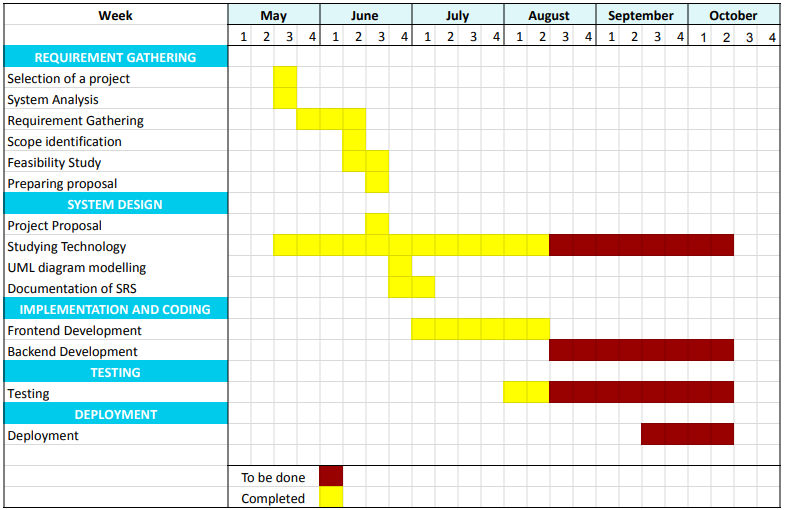 Week May June July August September October
1 2 3 4 1 2 3 4 1 2 3 4 1 2 3 4 1 2 3 4 1 2 3 4
REQUIREMENT GATHERING
Selection of a project
System Analysis
Requirement Gathering
Scope identification
Feasibility Study
Preparing proposal
SYSTEM DESIGN
Project Proposal
Studying Technology
UML diagram modelling
Documentation of SRS
IMPLEMENTATION AND CODING
Frontend Development
Backend Development
TESTING
Testing
DEPLOYMENT
Deployment
To be done
Completed